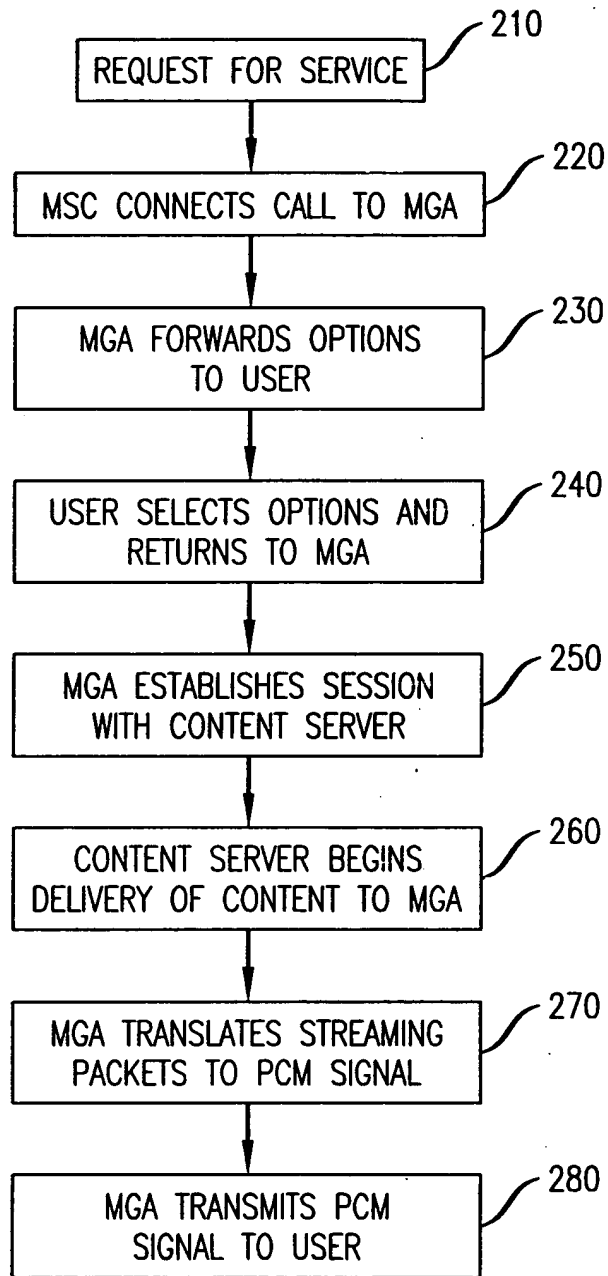 210
REQUEST FOR SERVICE
220
MSC CONNECTS CALL TO MGA
230
MGA FORWARDS OPTIONS
TO USER
240
USER SELECTS OPTIONS AND
RETURNS TO MGA
250
MGA ESTABLISHES SESSION
WITH CONTENT SERVER
260
CONTENT SERVER BEGINS
DELIVERY OF CONTENT TO MGA
270
MGA TRANSLATES STREAMING
PACKETS TO PCM SIGNAL
280
MGA TRANSMITS PCM
SIGNAL TO USER